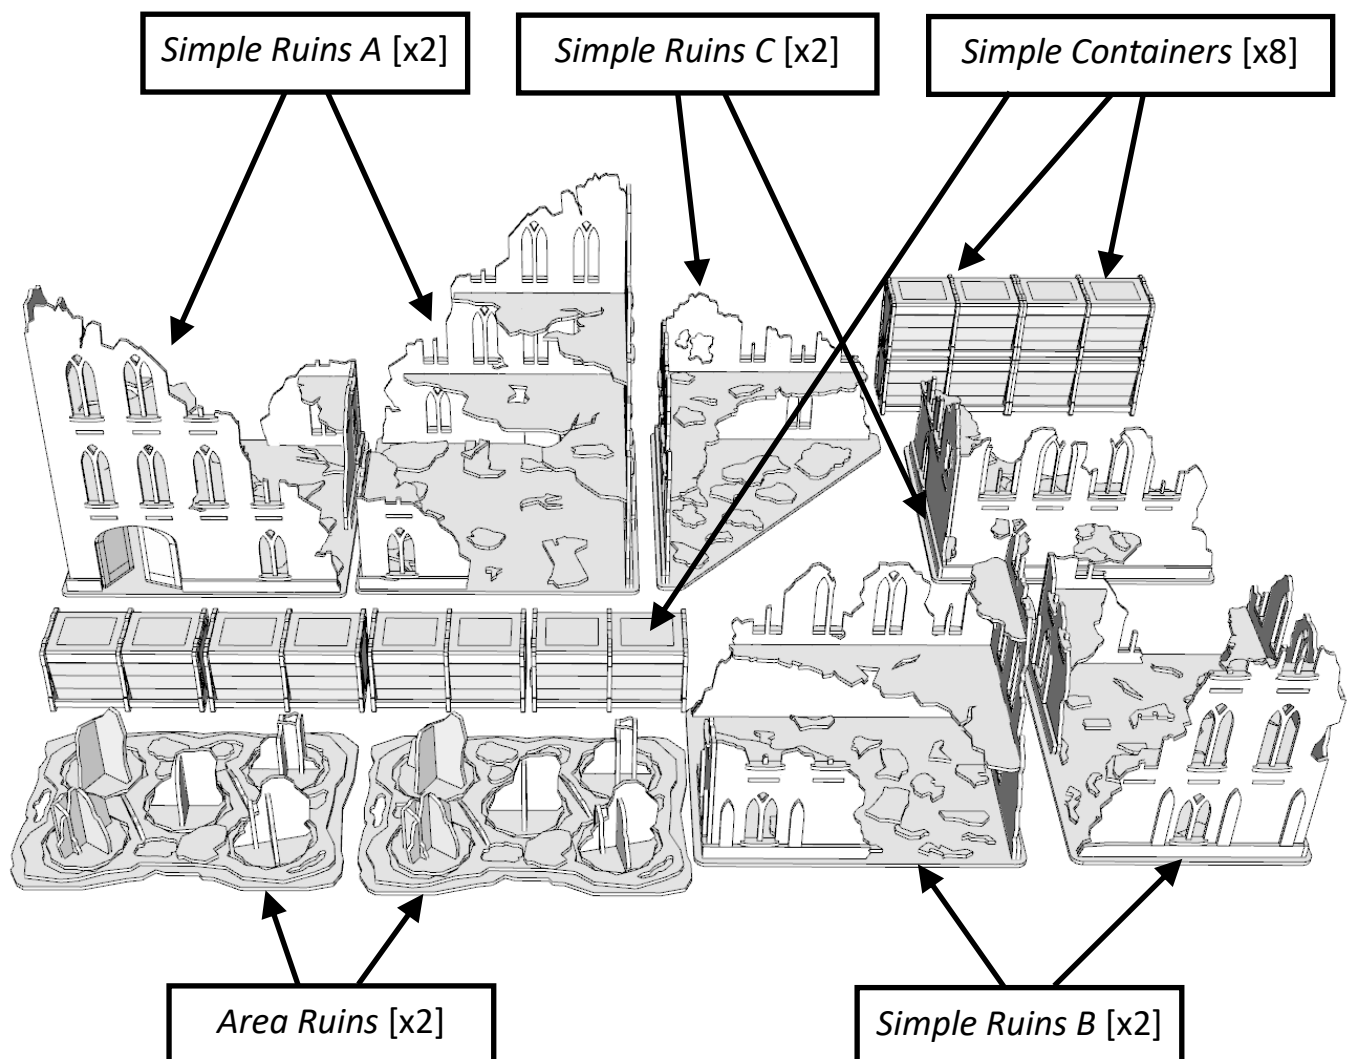 Simple Ruins A [x2]
Simple Ruins C [x2]
Simple Containers [x8]
Area Ruins [x2]
Simple Ruins B [x2]